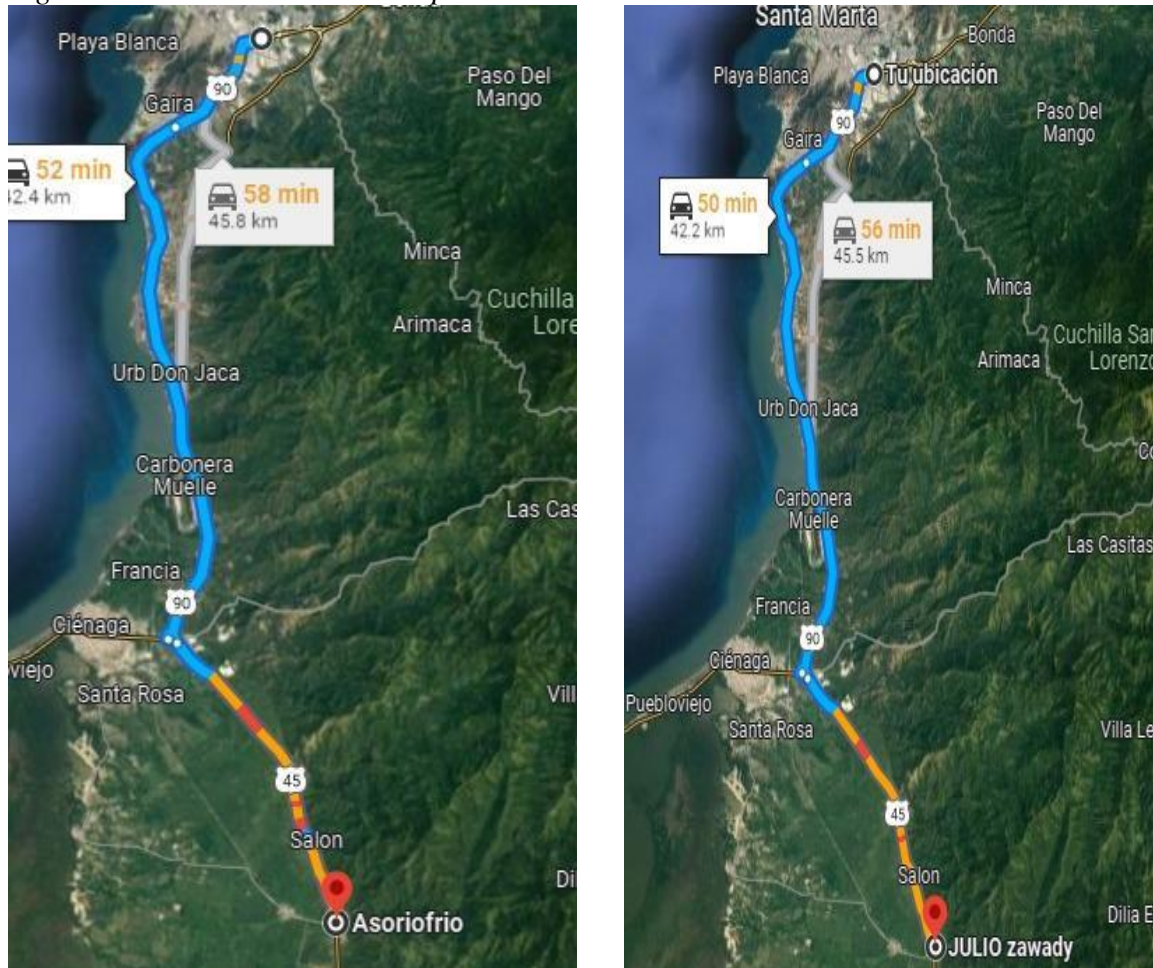 Playa Blanca
90
Gaira
Paso Del
Mango
52 min
42.4 km
58 min
45.8 km
Minca
Cuchilla
Lore
Arimaca
Urb Don Jaca
Carbonera
Muelle
Las Cas
Francia
90
Ciénaga
viejo
Santa Rosa
Vill
45
Salon
Di
Asoriofrio
Santa Marta
Bonda
Playa Blanca
Tu ubicación
Paso Del
Mango
90
Gaira
50 min
42.2 km
56 min
45.5 km
Minca
Cuchilla Sar
Lorenzo
Arimaca
Urb Don Jaca
Co
Carbonera
Muelle
Las Casitas
Francia
90
Ciénaga
Puebloviejo
Santa Rosa
Villa Le
45
Salon
Dilia E
JULIO zawady